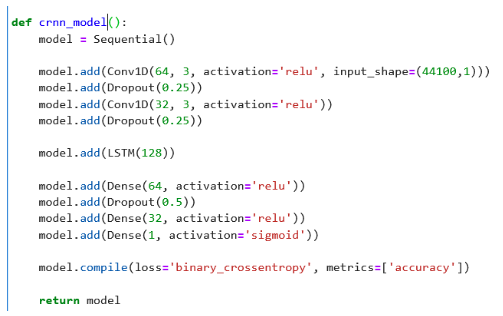 def crnn_model():
    model = Sequential()
    model.add(Conv1D(64, 3, activation='relu', input_shape=(44100,1)))
    model.add(Dropout(0.25))
    model.add(Conv1D(32, 3, activation='relu'))
    model.add(Dropout(0.25))
    model.add(LSTM(128))
    model.add(Dense(64, activation='relu'))
    model.add(Dropout(0.5))
    model.add(Dense(32, activation='relu'))
    model.add(Dense(1, activation='sigmoid'))
    model.compile(loss='binary_crossentropy', metrics=['accuracy'])
    return model